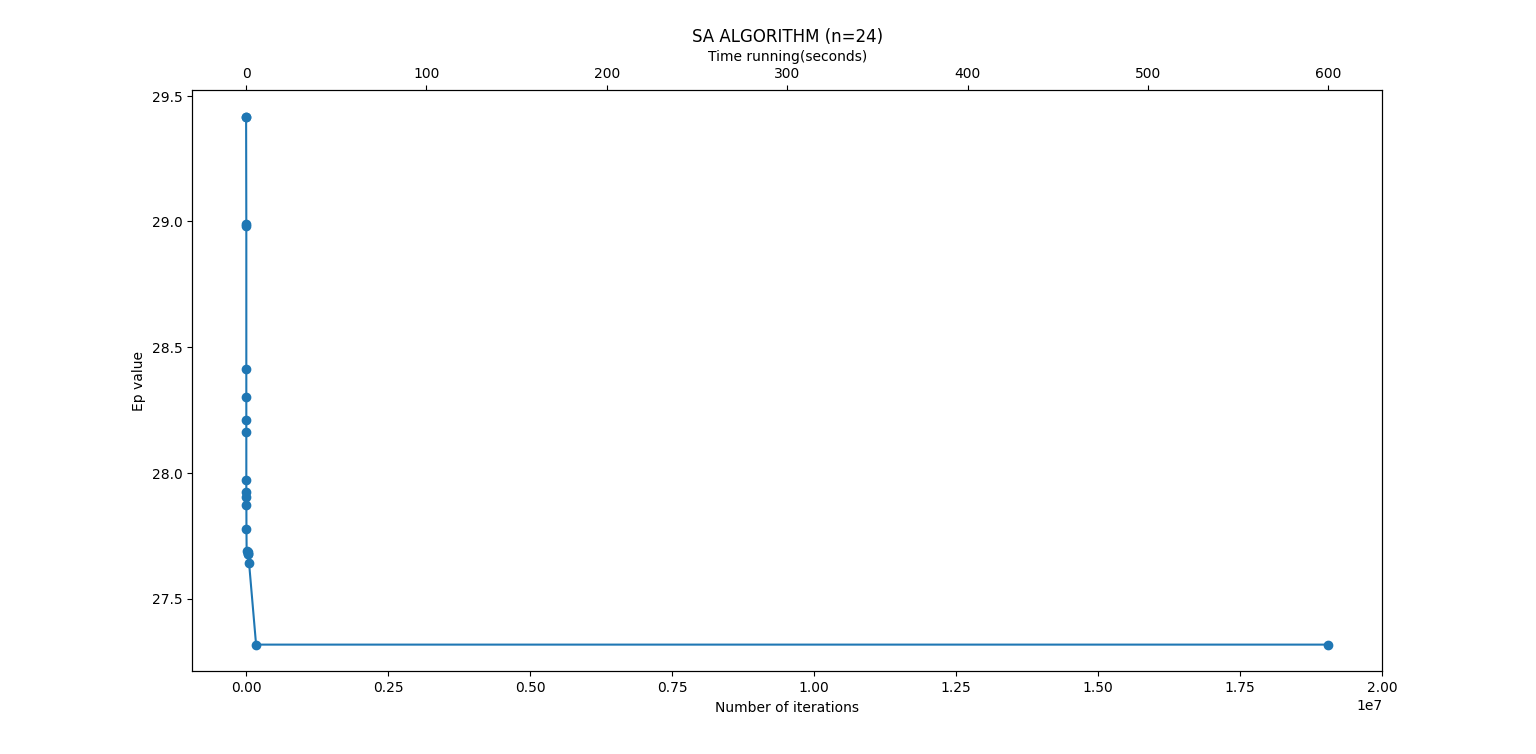 SA ALGORITHM (n=24)
Time running(seconds)
0 100 200 300 400 500 600
29.5
29.0
28.5
28.0
27.5
Ep value
0.00 0.25 0.50 0.75 1.00 1.25 1.50 1.75 2.00
1e7
Number of iterations